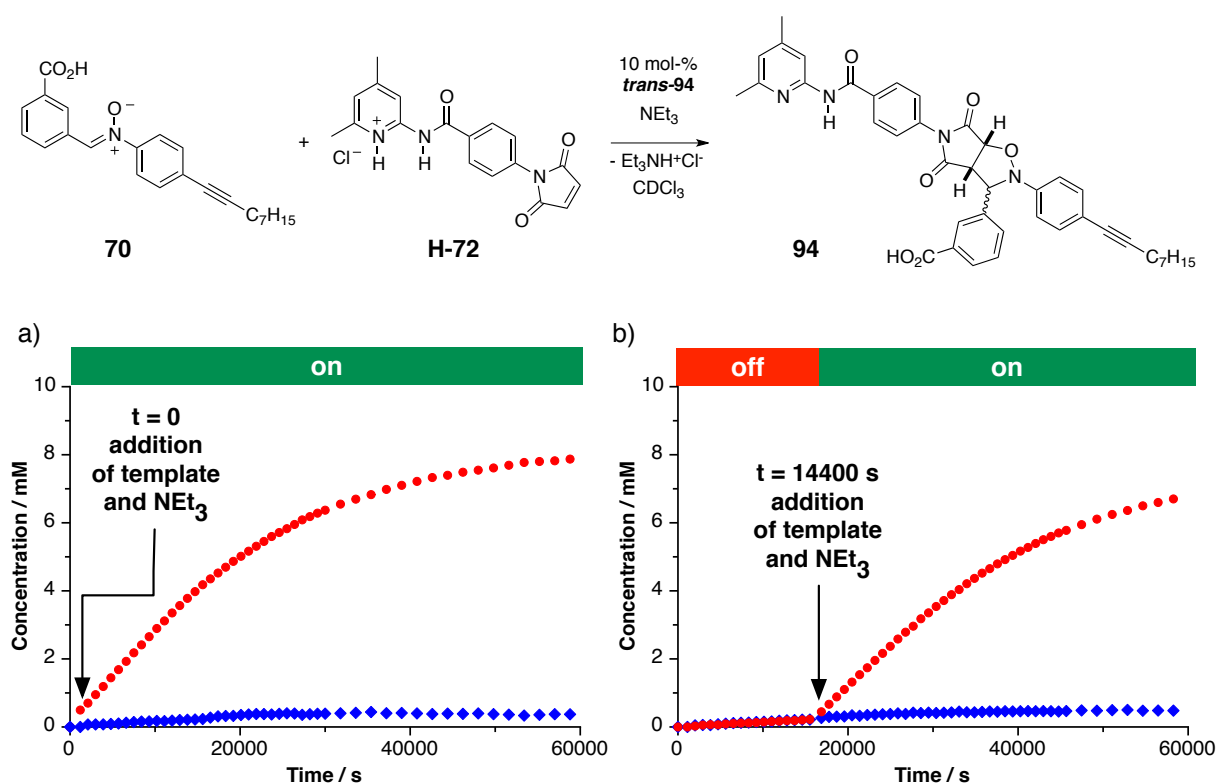 CO2H
O−
N
+
C7H15
70
+
N
+
H
Cl−
N
H
O
N
O
O
H-72
10 mol-%
trans-94
NEt3
- Et3NH+Cl-
CDCl3
N
N
H
O
N
O
O
H
H
O
N
HO2C
C7H15
94
a)
on
10
8
6
4
2
0
Concentration / mM
t = 0
addition
of template
and NEt3
0
20000
40000
60000
Time / s
b)
off
on
10
8
6
4
2
0
Concentration / mM
t = 14400 s
addition
of template
and NEt3
0
20000
40000
60000
Time / s